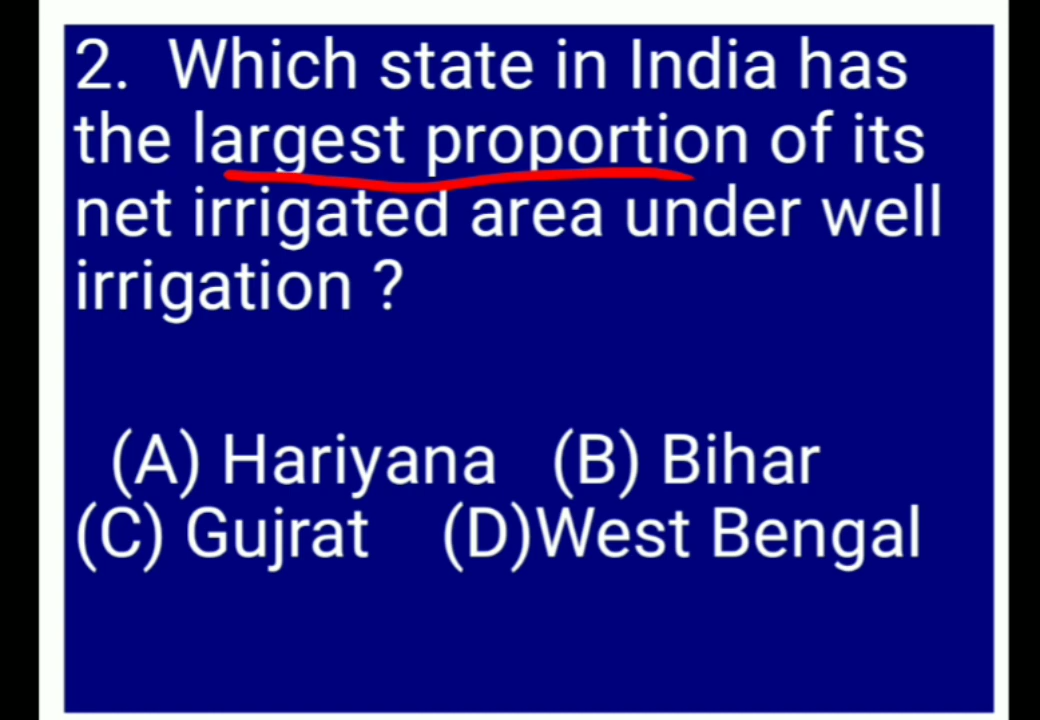 2. Which state in India has
the largest proportion of its
net irrigated area under well
irrigation ?
(A) Hariyana (B) Bihar
(C) Gujrat (D)West Bengal